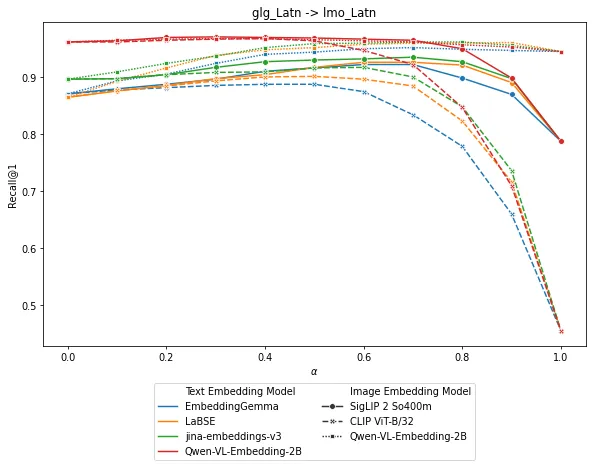 glg_Latn -> lmo_Latn
Recall@1
0.9
0.8
0.7
0.6
0.5
0.0
0.2
0.4
0.6
0.8
1.0
α
Text Embedding Model
EmbeddingGemma
LaBSE
jina-embeddings-v3
Qwen-VL-Embedding-2B
Image Embedding Model
SigLIP 2 So400m
CLIP ViT-B/32
Qwen-VL-Embedding-2B